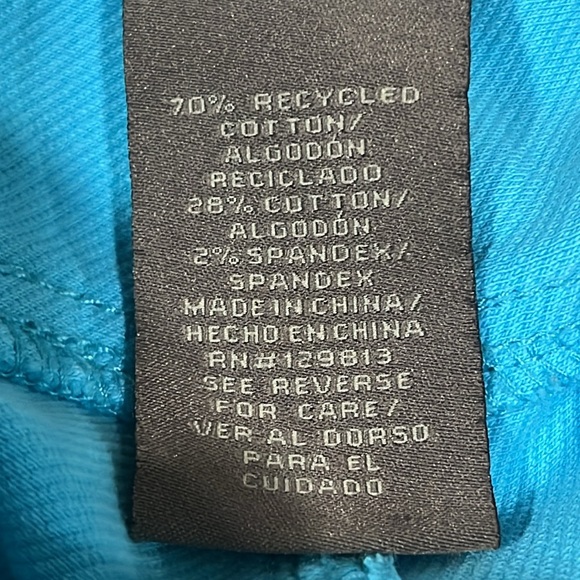 70% RECYCLED
COTTON/
ALGODÓN
RECICLADO
28% COTTON/
ALGODÓN
2% SPANDEX/
SPANDEX
MADE IN CHINA/
HECHO EN CHINA
RN#129813
SEE REVERSE
FOR CARE/
VER AL DORSO
PARA EL
CUIDADO